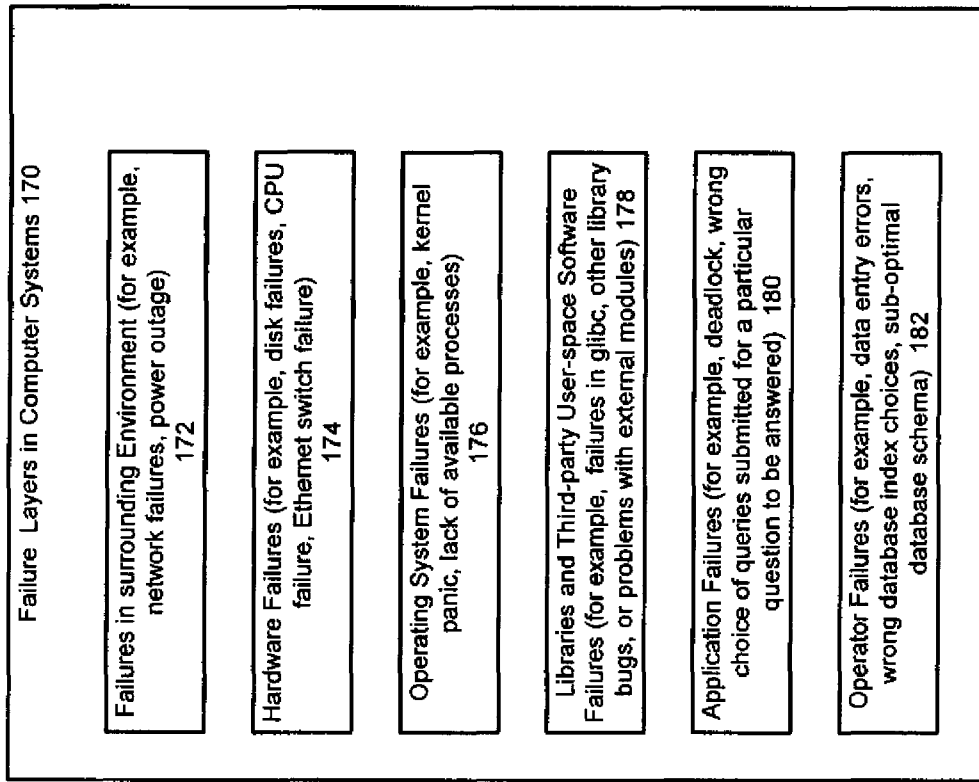 Failure Layers in Computer Systems 170
Failures in surrounding Environment (for example,
network failures, power outage)
172
Hardware Failures (for example, disk failures, CPU
failure, Ethernet switch failure)
174
Operating System Failures (for example, kernel
panic, lack of available processes)
176
Libraries and Third-party User-space Software
Failures (for example, failures in glibc, other library
bugs, or problems with external modules) 178
Application Failures (for example, deadlock, wrong
choice of queries submitted for a particular
question to be answered) 180
Operator Failures (for example, data entry errors,
wrong database index choices, sub-optimal
database schema) 182